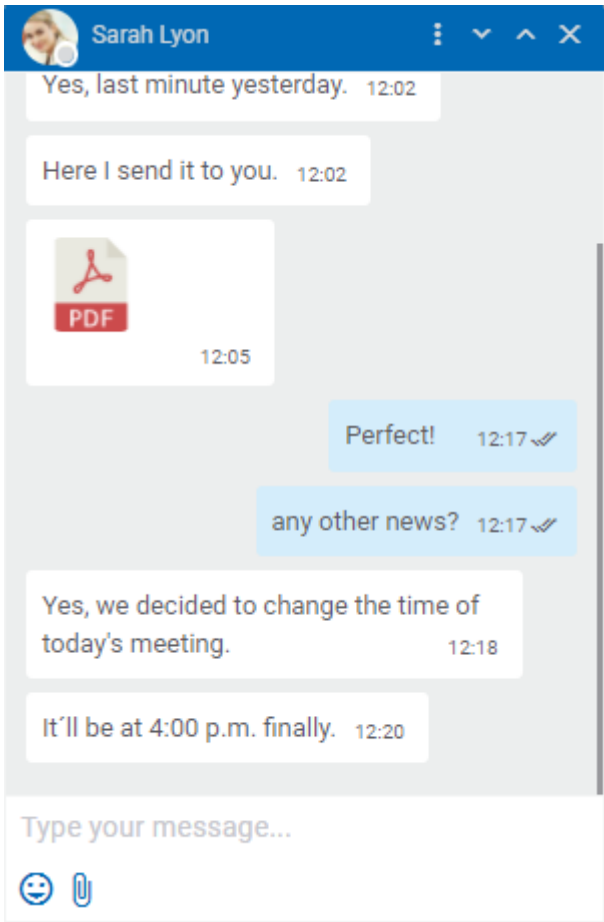 Sarah Lyon
Yes, last minute yesterday. 12:02
Here I send it to you. 12:02
PDF
12:05
Perfect! 12:17
any other news? 12:17
Yes, we decided to change the time of
today's meeting. 12:18
It´ll be at 4:00 p.m. finally. 12:20
Type your message...